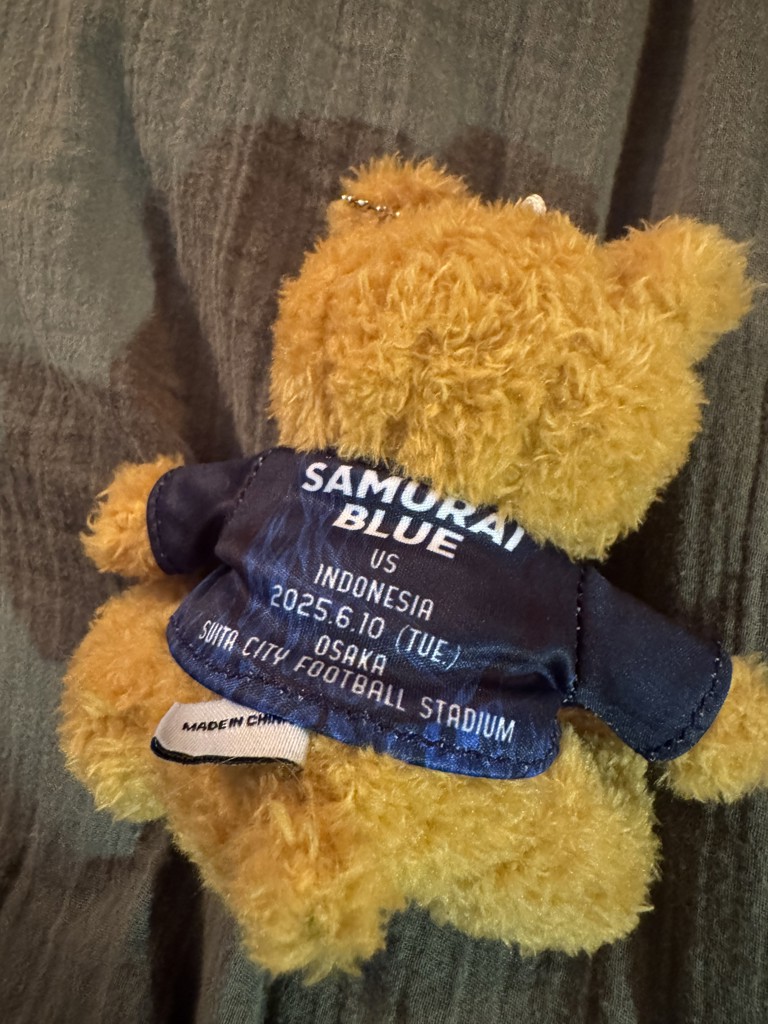 SAMURAI
BLUE
VS
INDONESIA
2025.6.10 (TUE.)
OSAKA
SUITA CITY FOOTBALL STADIUM
MADE IN CHINA